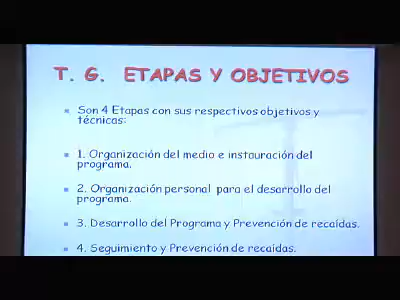 T. G. ETAPAS Y OBJETIVOS
Son 4 Etapas con sus respectivos objetivos y
técnicas:
1. Organización del medio e instauración del
programa.
2. Organización personal para el desarrollo del
programa.
3. Desarrollo del Programa y Prevención de recaídas.
4. Seguimiento y Prevención de recaidas.